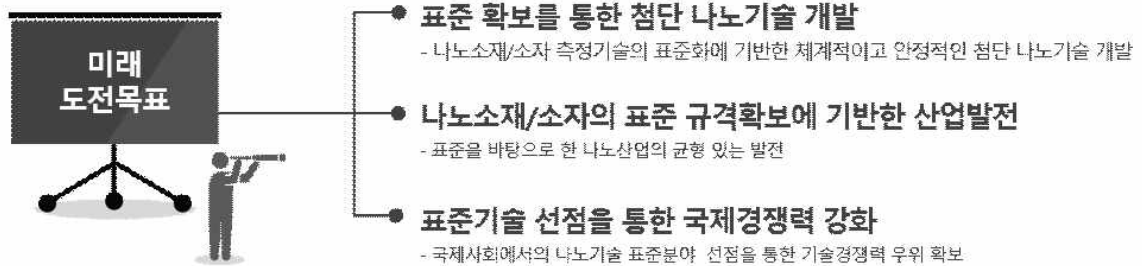 미래
도전목표
표준 확보를 통한 첨단 나노기술 개발
- 나노소재/소자 측정기술의 표준화에 기반한 체계적이고 안정적인 첨단 나노기술 개발
나노소재/소자의 표준 규격확보에 기반한 산업발전
- 표준을 바탕으로 한 나노산업의 균형 있는 발전
표준기술 선점을 통한 국제경쟁력 강화
- 국제사회에서의 나노기술 표준분야 선점을 통한 기술경쟁력 우위 확보